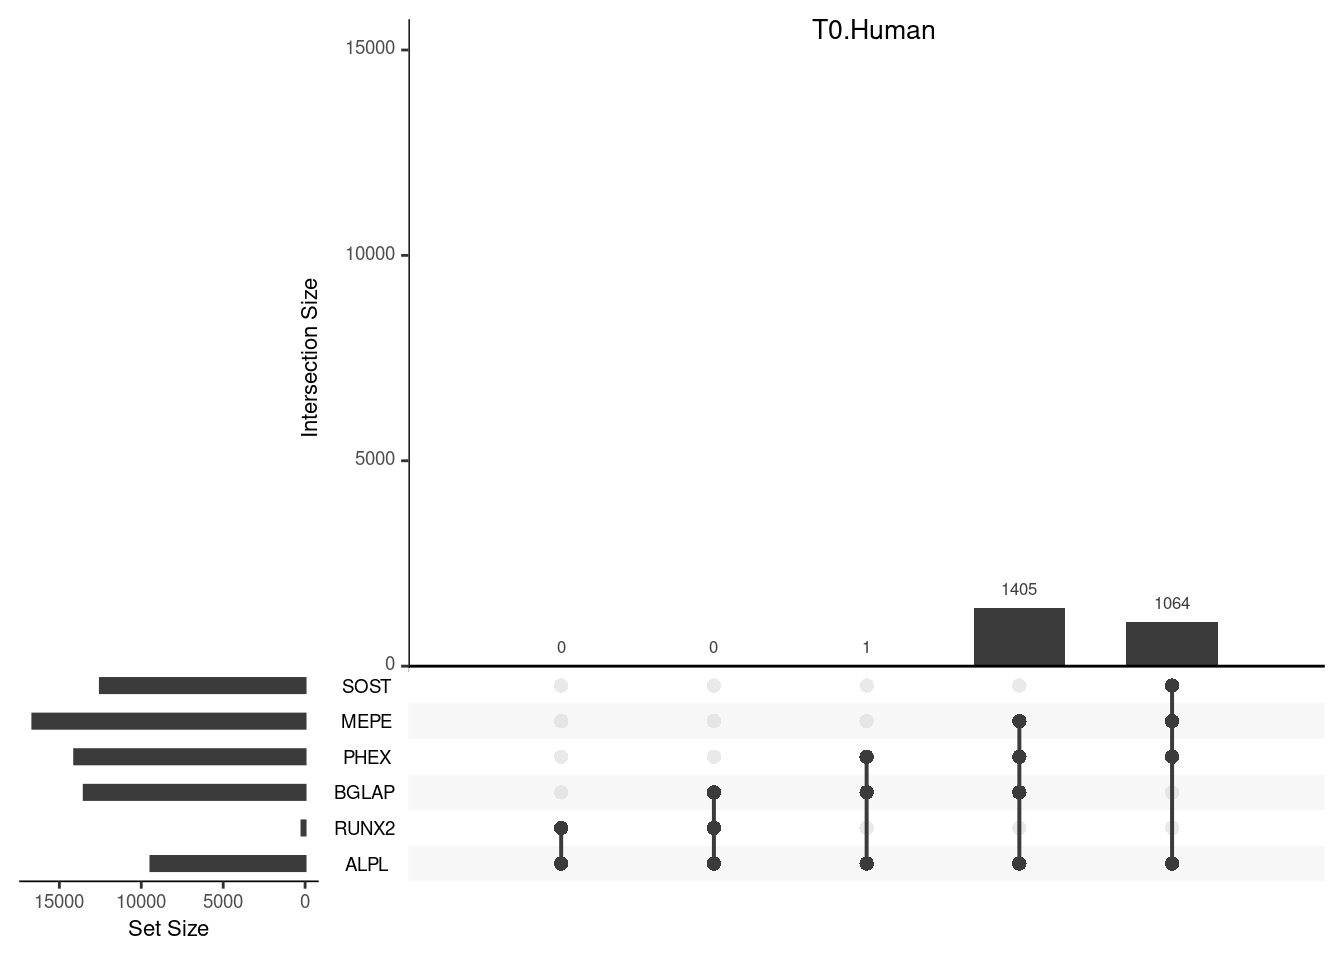 T0.Human
15000
10000
5000
0
Intersection Size
0
0
1
1405
1064
SOST
MEPE
PHEX
BGLAP
RUNX2
ALPL
15000 10000 5000 0
Set Size